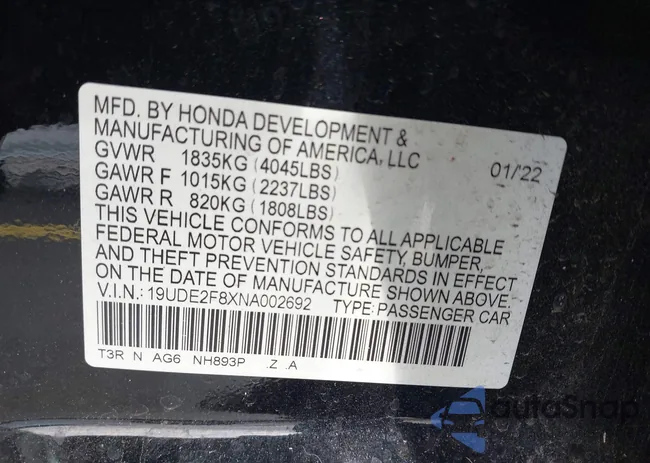 MFD. BY HONDA DEVELOPMENT &
MANUFACTURING OF AMERICA, LLC
GVWR 1835KG (4045LBS) 01/'22
GAWR F 1015KG (2237LBS)
GAWR R 820KG (1808LBS)
THIS VEHICLE CONFORMS TO ALL APPLICABLE
FEDERAL MOTOR VEHICLE SAFETY, BUMPER,
AND THEFT PREVENTION STANDARDS IN EFFECT
ON THE DATE OF MANUFACTURE SHOWN ABOVE.
V.I.N.: 19UDE2F8XNA002692 TYPE:PASSENGER CAR
T3R N AG6 NH893P .Z .A
autoSnap